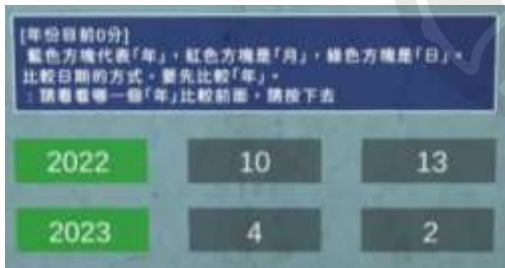 [年份目前0分]
藍色方塊代表「年」，紅色方塊是「月」，綠色方塊是「日」。
比較日期的方式，要先比較「年」。
：請看看哪一個「年」比較前面，請按下去
2022 10 13
2023 4 2